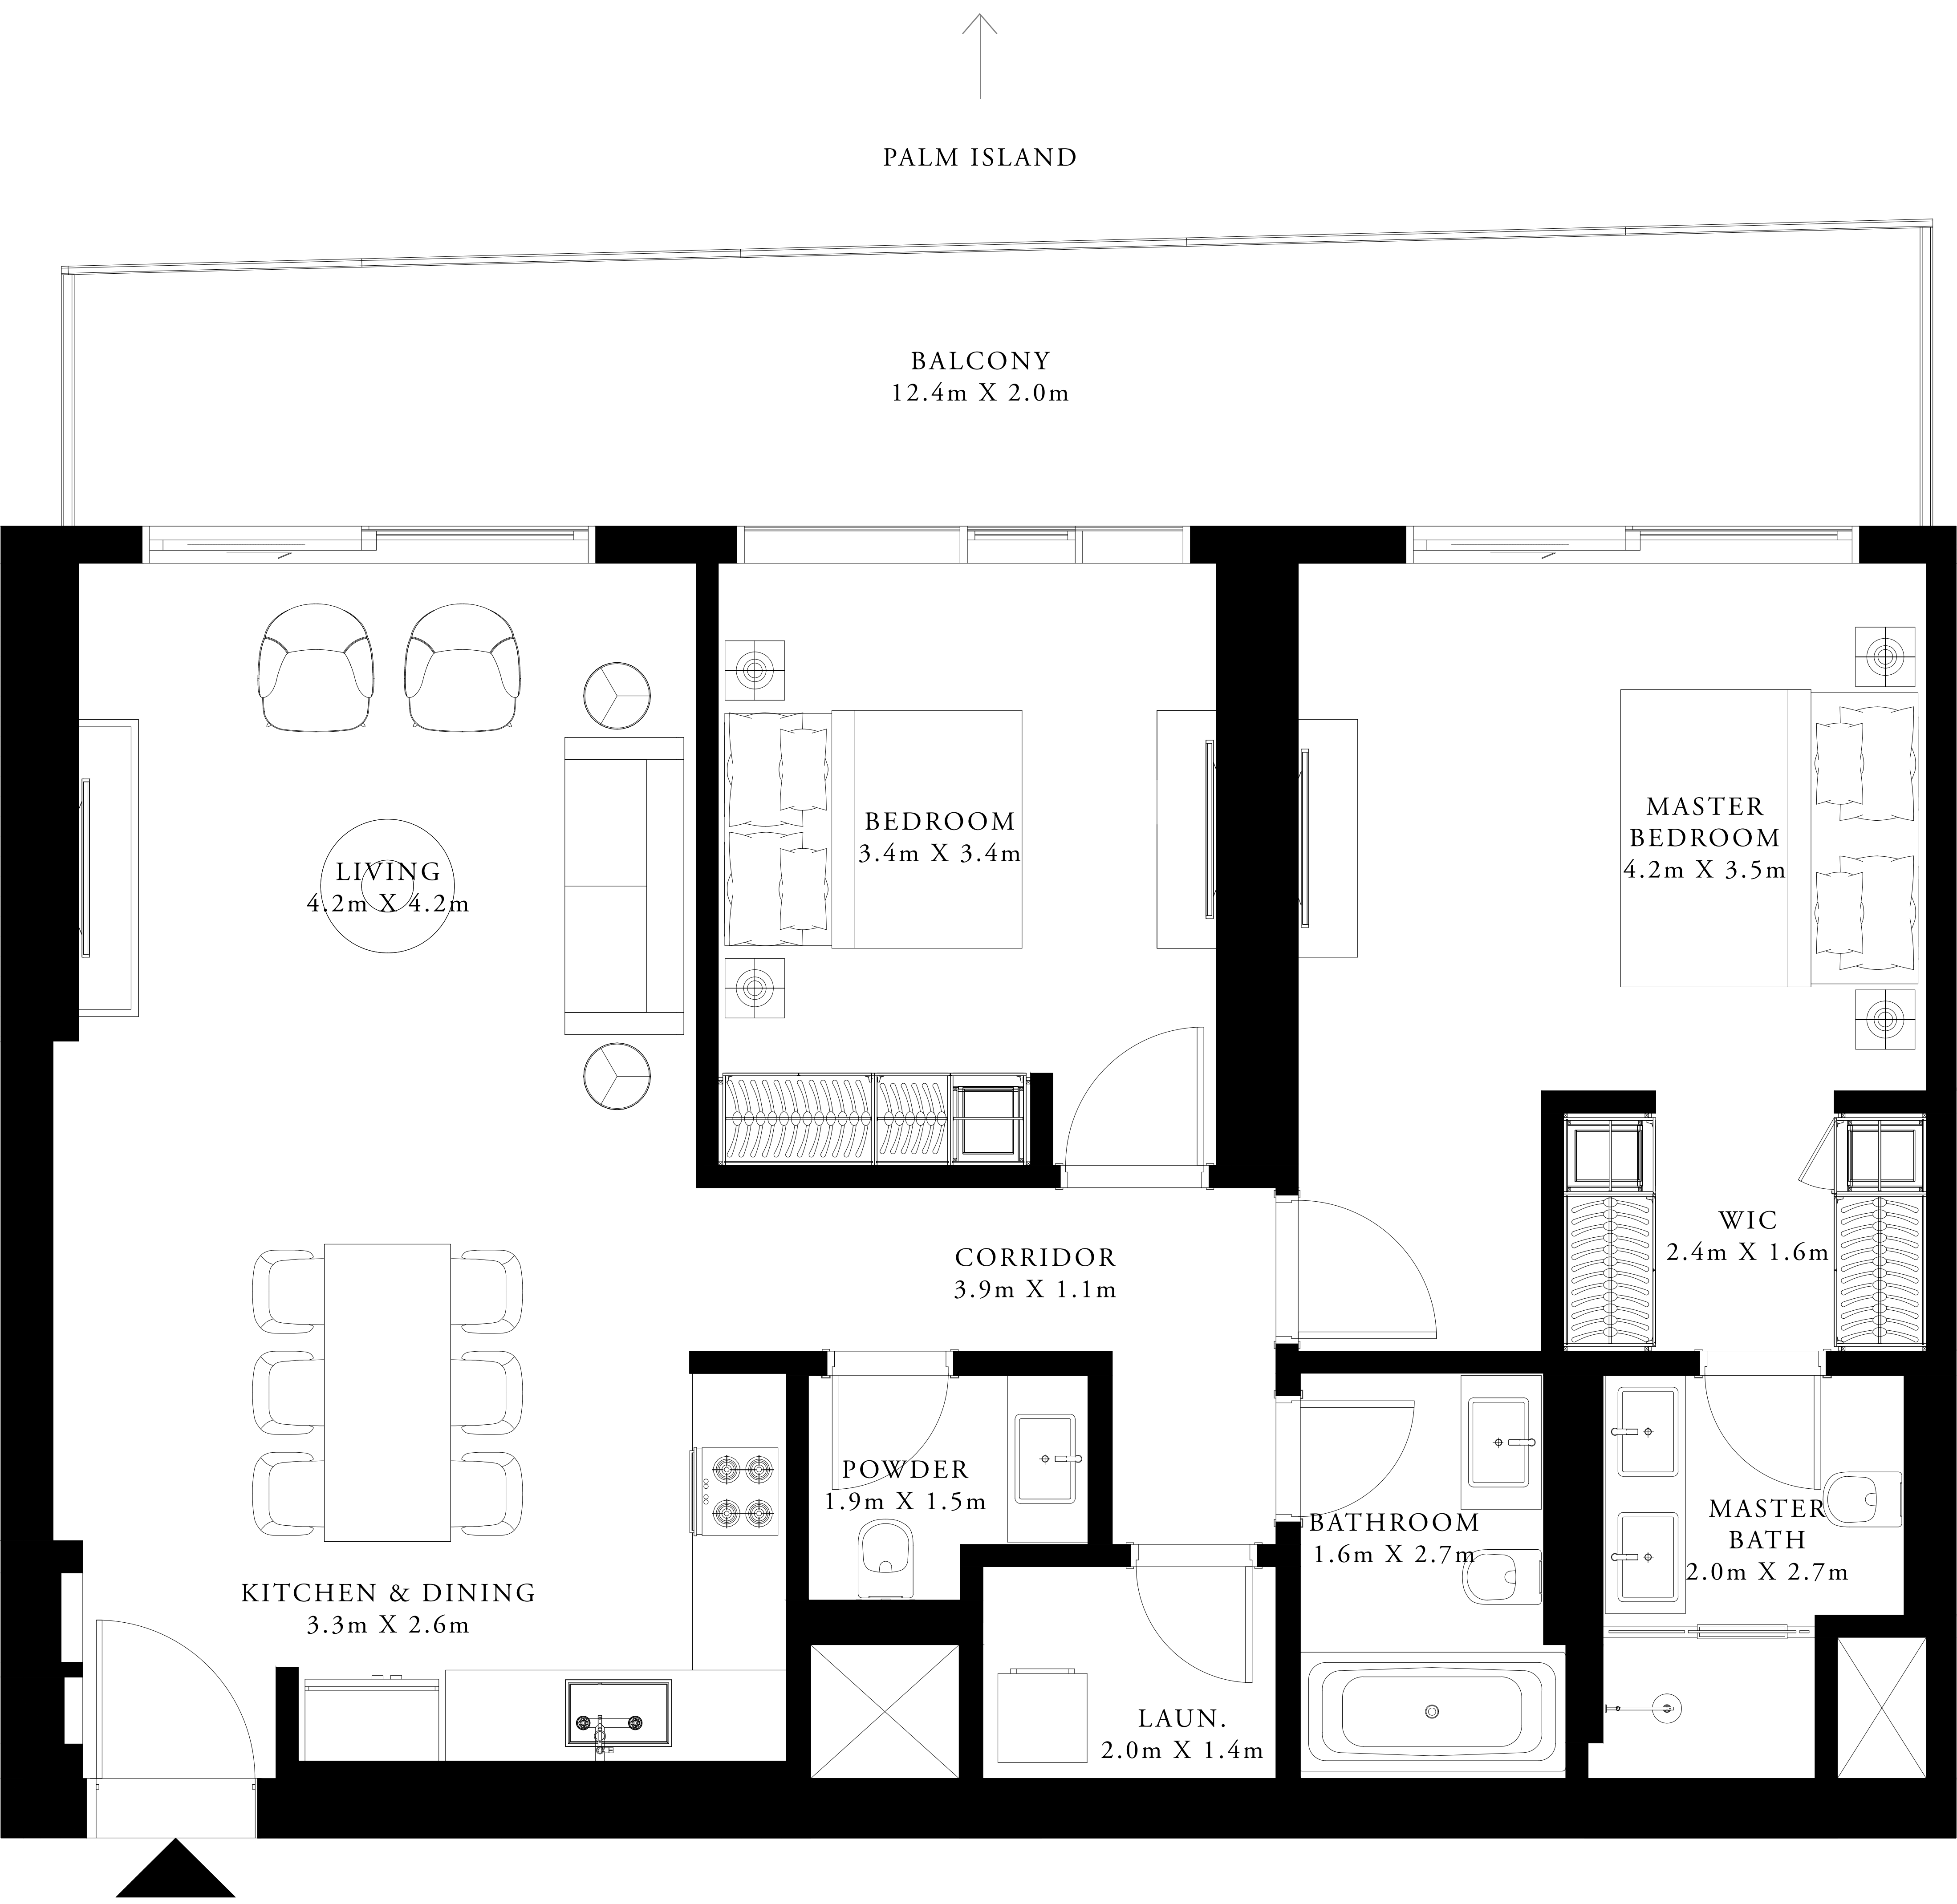 PALM ISLAND
BALCONY
12.4m X 2.0m
LIVING
4.2m X 4.2m
BEDROOM
3.4m X 3.4m
MASTER
BEDROOM
4.2m X 3.5m
CORRIDOR
3.9m X 1.1m
WIC
2.4m X 1.6m
KITCHEN & DINING
3.3m X 2.6m
POWDER
1.9m X 1.5m
BATHROOM
1.6m X 2.7m
MASTER
BATH
2.0m X 2.7m
LAUN.
2.0m X 1.4m